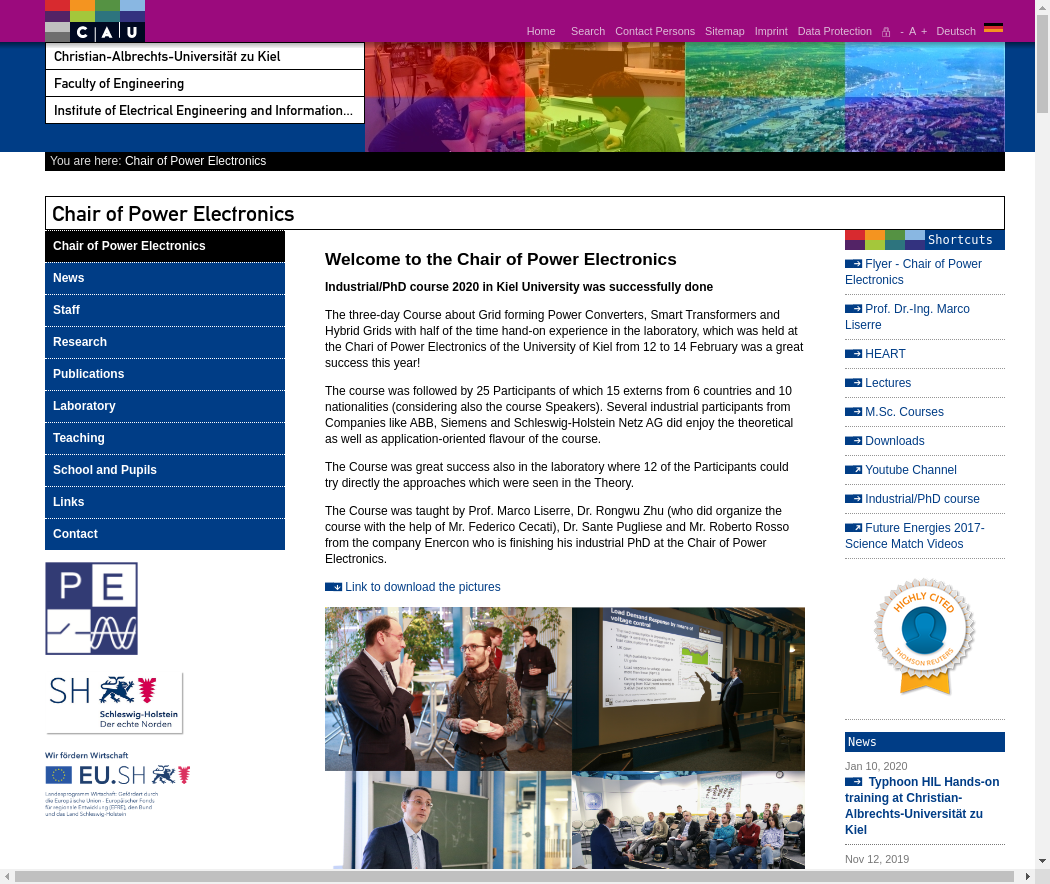 CAU
Home Search Contact Persons Sitemap Imprint Data Protection - A + Deutsch
Christian-Albrechts-Universität zu Kiel
Faculty of Engineering
Institute of Electrical Engineering and Information...
You are here: Chair of Power Electronics
Chair of Power Electronics
Chair of Power Electronics
News
Staff
Research
Publications
Laboratory
Teaching
School and Pupils
Links
Contact
PE
SH
Schleswig-Holstein
Der echte Norden
Wir fördern Wirtschaft
EU.SH
Landesprogramm Wirtschaft: Gefördert durch
die Europäische Union - Europäischer Fonds
für regionale Entwicklung (EFRE), den Bund
und das Land Schleswig-Holstein
Welcome to the Chair of Power Electronics
Industrial/PhD course 2020 in Kiel University was successfully done
The three-day Course about Grid forming Power Converters, Smart Transformers and
Hybrid Grids with half of the time hand-on experience in the laboratory, which was held at
the Chari of Power Electronics of the University of Kiel from 12 to 14 February was a great
success this year!
The course was followed by 25 Participants of which 15 externs from 6 countries and 10
nationalities (considering also the course Speakers). Several industrial participants from
Companies like ABB, Siemens and Schleswig-Holstein Netz AG did enjoy the theoretical
as well as application-oriented flavour of the course.
The Course was great success also in the laboratory where 12 of the Participants could
try directly the approaches which were seen in the Theory.
The Course was taught by Prof. Marco Liserre, Dr. Rongwu Zhu (who did organize the
course with the help of Mr. Federico Cecati), Dr. Sante Pugliese and Mr. Roberto Rosso
from the company Enercon who is finishing his industrial PhD at the Chair of Power
Electronics.
Link to download the pictures
Load Demand Response by means of
voltage control
Shortcuts
Flyer - Chair of Power
Electronics
Prof. Dr.-Ing. Marco
Liserre
HEART
Lectures
M.Sc. Courses
Downloads
Youtube Channel
Industrial/PhD course
Future Energies 2017-
Science Match Videos
HIGHLY CITED
THOMSON REUTERS
News
Jan 10, 2020
Typhoon HIL Hands-on
training at Christian-
Albrechts-Universität zu
Kiel
Nov 12, 2019